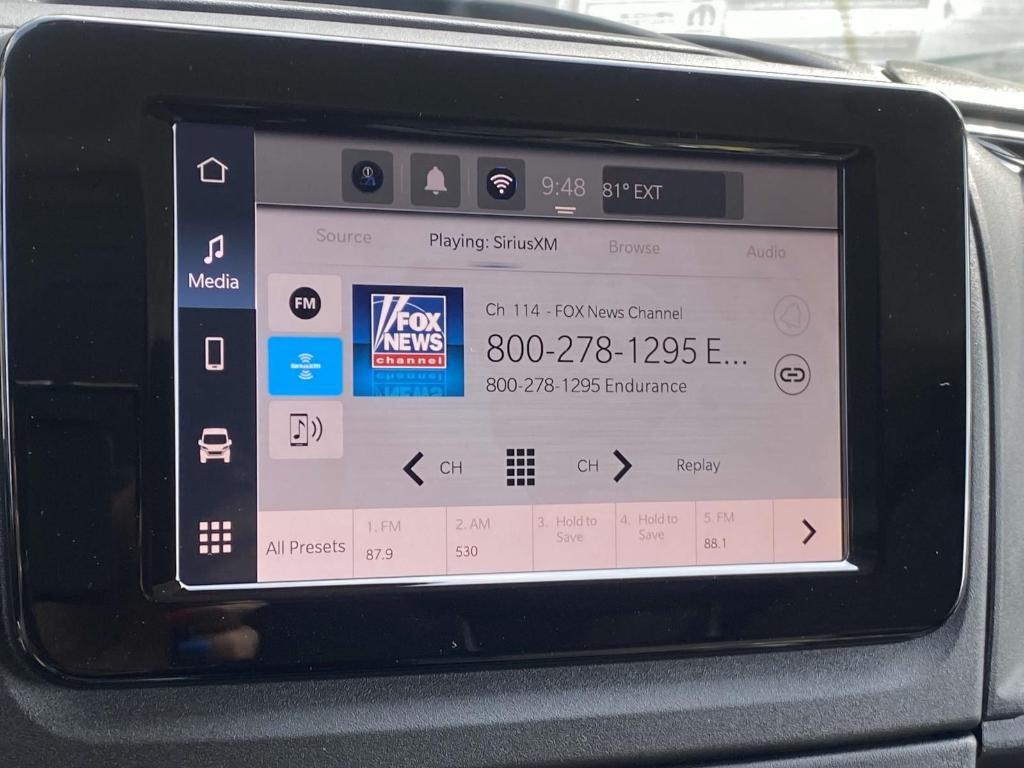 9:48
81° EXT
Source
Playing: SiriusXM
Browse
Audio
Media
FM
siriusxm
FOX
NEWS
channel
Ch 114 - FOX News Channel
800-278-1295 E...
800-278-1295 Endurance
CH
CH
Replay
All Presets
1. FM
87.9
2. AM
530
3. Hold to
Save
4. Hold to
Save
5. FM
88.1